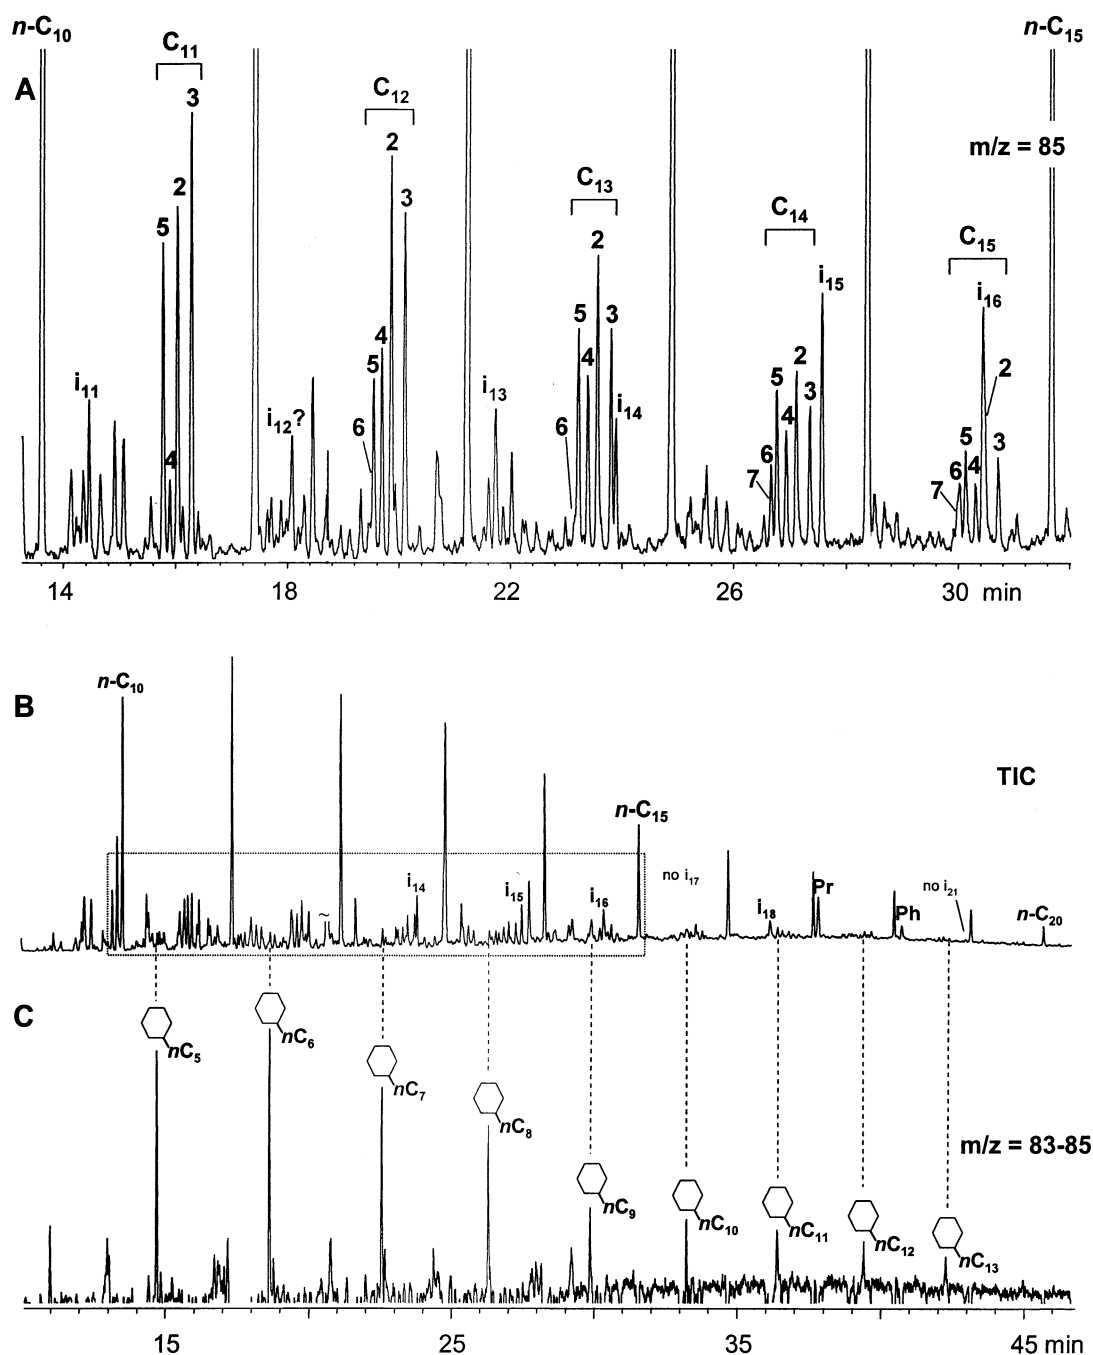 n-C10
C11
n-C15
A
3
C12
2
m/z = 85
2
C13
3
5
C14
2
C15
i15
i16
5
3
4
2
i11
5
4
i13
5
2
2
i12?
6
4
i14
6
3
4
3
4
7
6
5
7
6
4
14
18
22
26
30 min
B
n-C10
TIC
n-C15
i14
i15
i16
no i17
Pr
i18
Ph
no i21
n-C20
~
C
nC5
nC6
nC7
nC8
m/z = 83-85
nC9
nC10
nC11
nC12
nC13
15
25
35
45 min